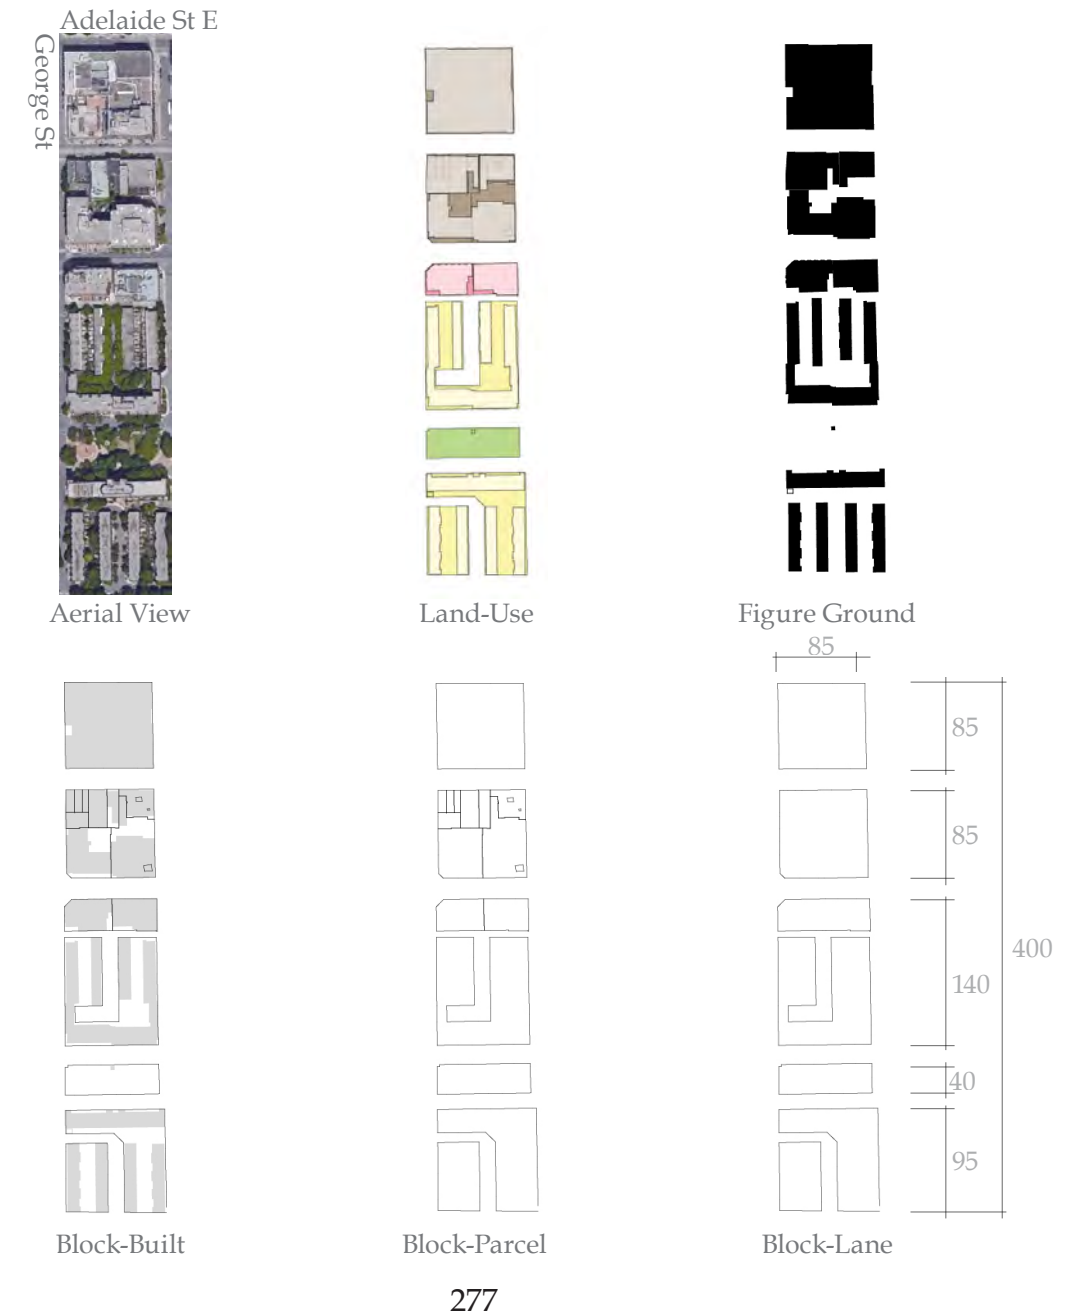 Adelaide St E
George St
Aerial View
Land-Use
Figure Ground
85
85
85
400
140
40
95
Block-Built
Block-Parcel
Block-Lane
277